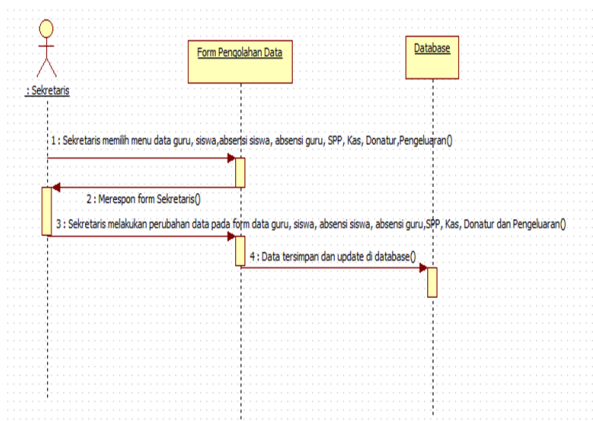 Form Pengolahan Data
Database
: Sekretaris
1 : Sekretaris memilih menu data guru, siswa,absensi siswa, absensi guru, SPP, Kas, Donatur,Pengeluaran()
2 : Merespon form Sekretaris()
3 : Sekretaris melakukan perubahan data pada form data guru, siswa, absensi siswa, absensi guru,SPP, Kas, Donatur dan Pengeluaran()
4 : Data tersimpan dan update di database()